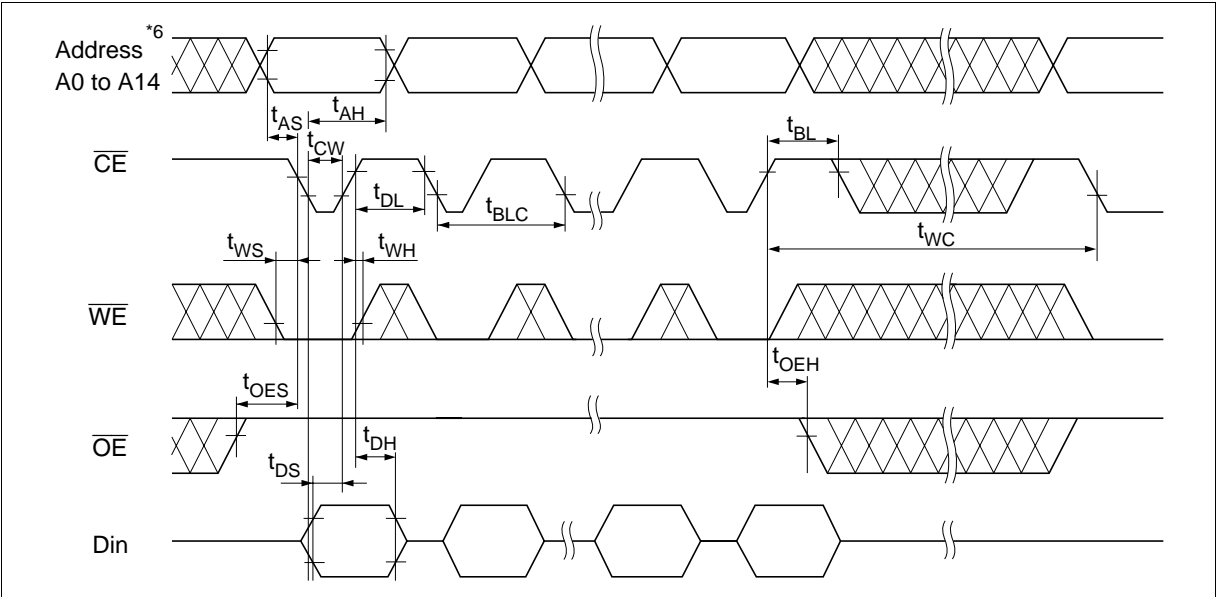 Address *6
A0 to A14
tAS
tAH
tCW
tBL
CE
tDL
tBLC
tWC
tWS
tWH
WE
tOES
tOEH
OE
tDH
tDS
Din